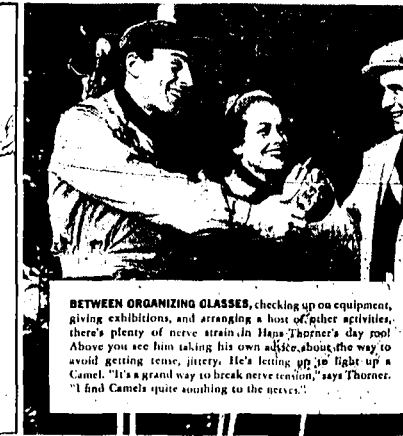 BETWEEN ORGANIZING CLASSES, checking up on equipment,
giving exhibitions, and arranging a host of other activities,
there's plenty of nerve strain in Hans Thorner's day too!
Above you see him taking his own advice about the way to
avoid getting tense, jittery. He's letting up to light up a
Camel. "It's a grand way to break nerve tension," says Thorner.
"I find Camels quite soothing to the nerves."